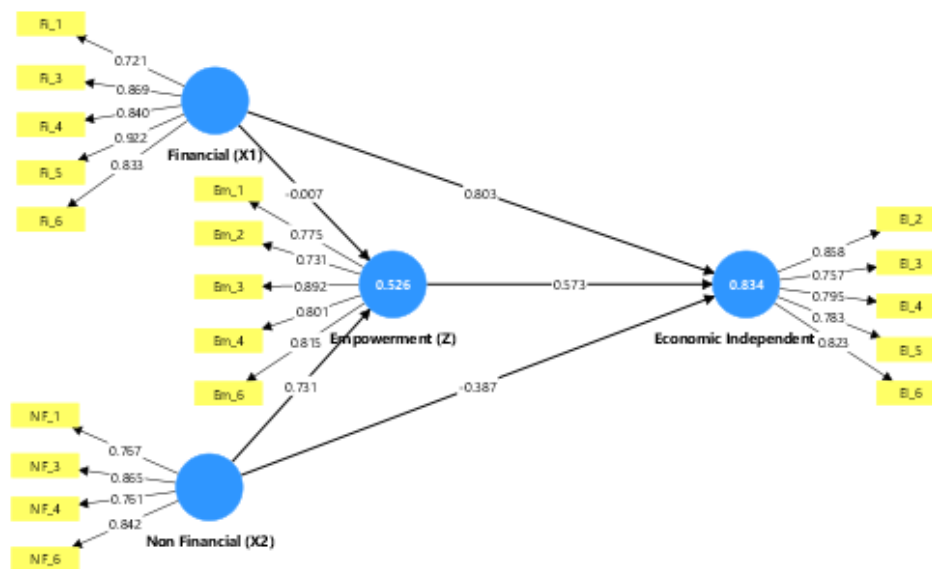 Fi_1
0.721
Fi_3
0.869
Fi_4
0.840
Fi_5
0.922
Fi_6
0.833
Financial (X1)
-0.007
0.803
Em_1
0.775
Em_2
0.731
Em_3
0.892
Em_4
0.801
Em_6
0.815
0.526
Empowerment (Z)
0.573
0.834
Economic Independent
EI_2
0.858
EI_3
0.757
EI_4
0.795
EI_5
0.783
EI_6
0.823
0.731
-0.387
NF_1
0.767
NF_3
0.865
NF_4
0.761
NF_6
0.842
Non Financial (X2)